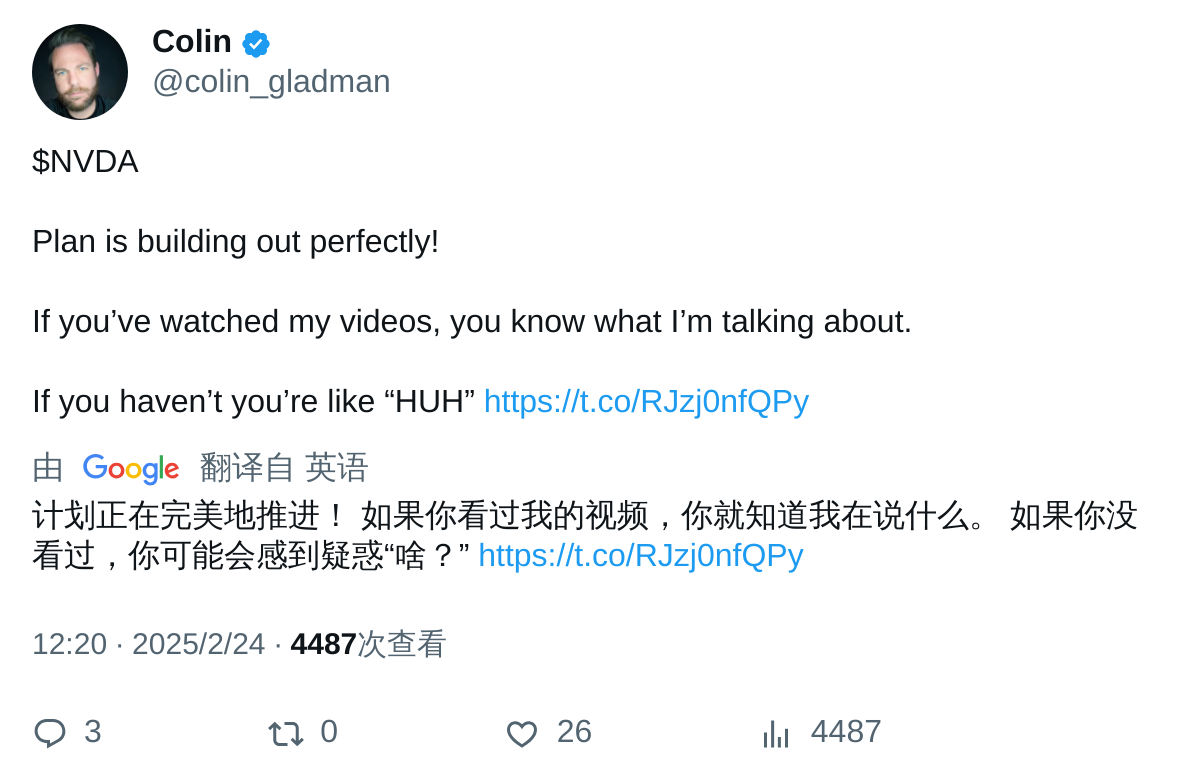 Colin
@colin_gladman
$NVDA
Plan is building out perfectly!
If you’ve watched my videos, you know what I’m talking about.
If you haven’t you’re like “HUH” https://t.co/RJzj0nfQPy
由 Google 翻译自 英语
计划正在完美地推进！ 如果你看过我的视频，你就知道我在说什么。 如果你没
看过，你可能会感到疑惑“啥？” https://t.co/RJzj0nfQPy
12:20 · 2025/2/24 · 4487次查看
3 0 26 4487